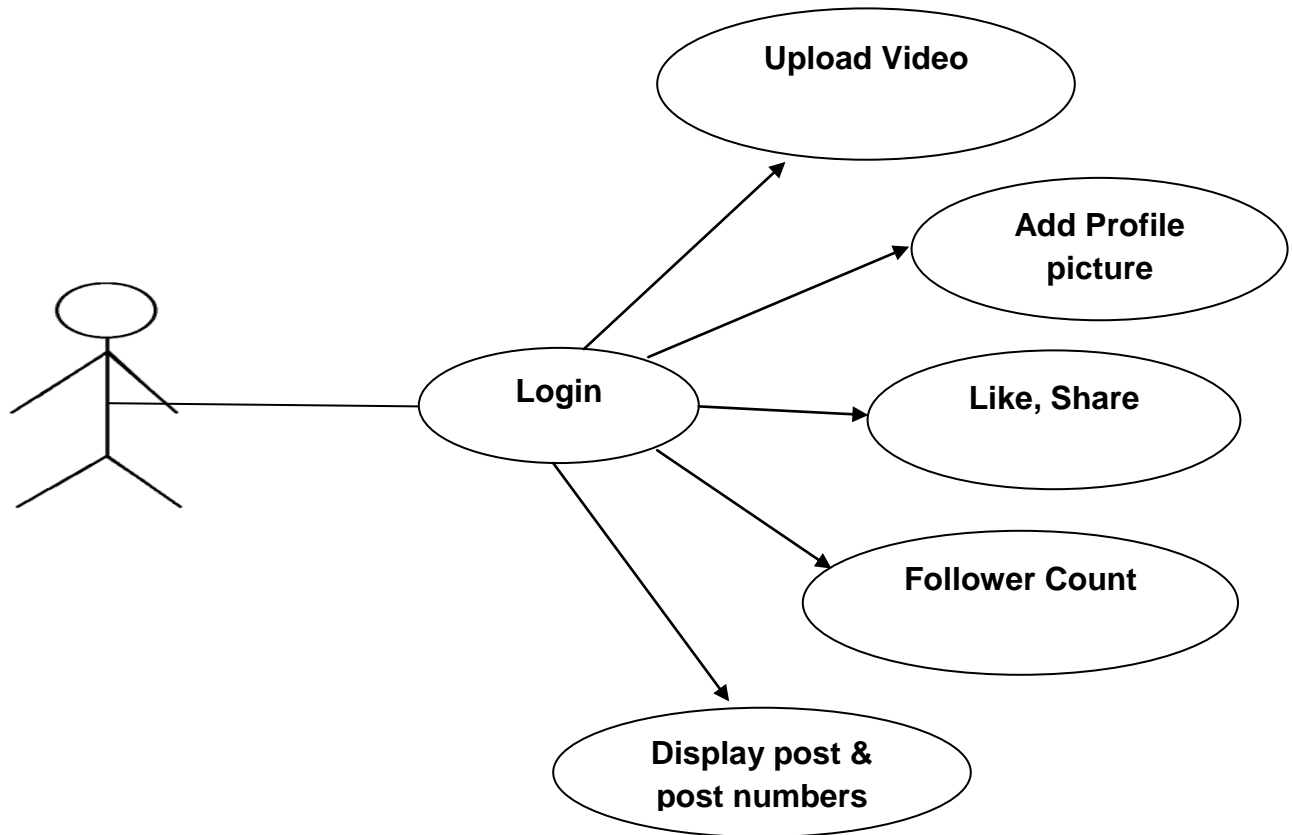 Upload Video
Add Profile
picture
Login
Like, Share
Follower Count
Display post &
post numbers